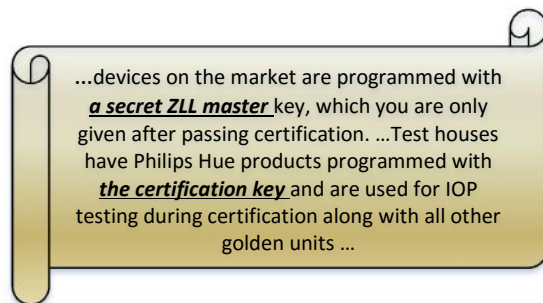 ...devices on the market are programmed with
a secret ZLL master key, which you are only
given after passing certification. ...Test houses
have Philips Hue products programmed with
the certification key and are used for IOP
testing during certification along with all other
golden units ...